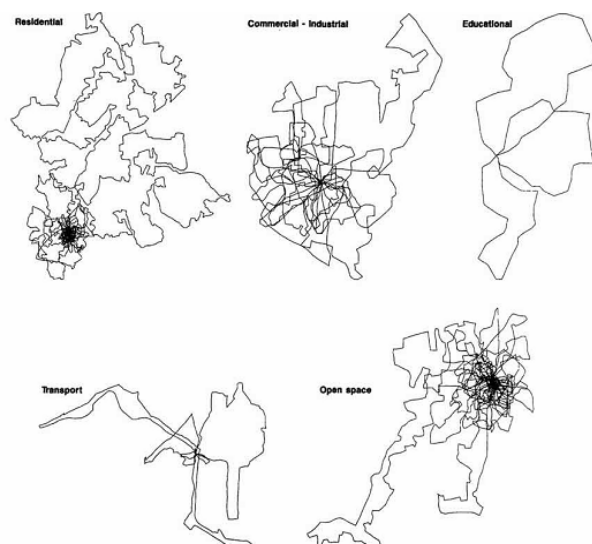 Residential
Commercial - Industrial
Educational
Transport
Open space